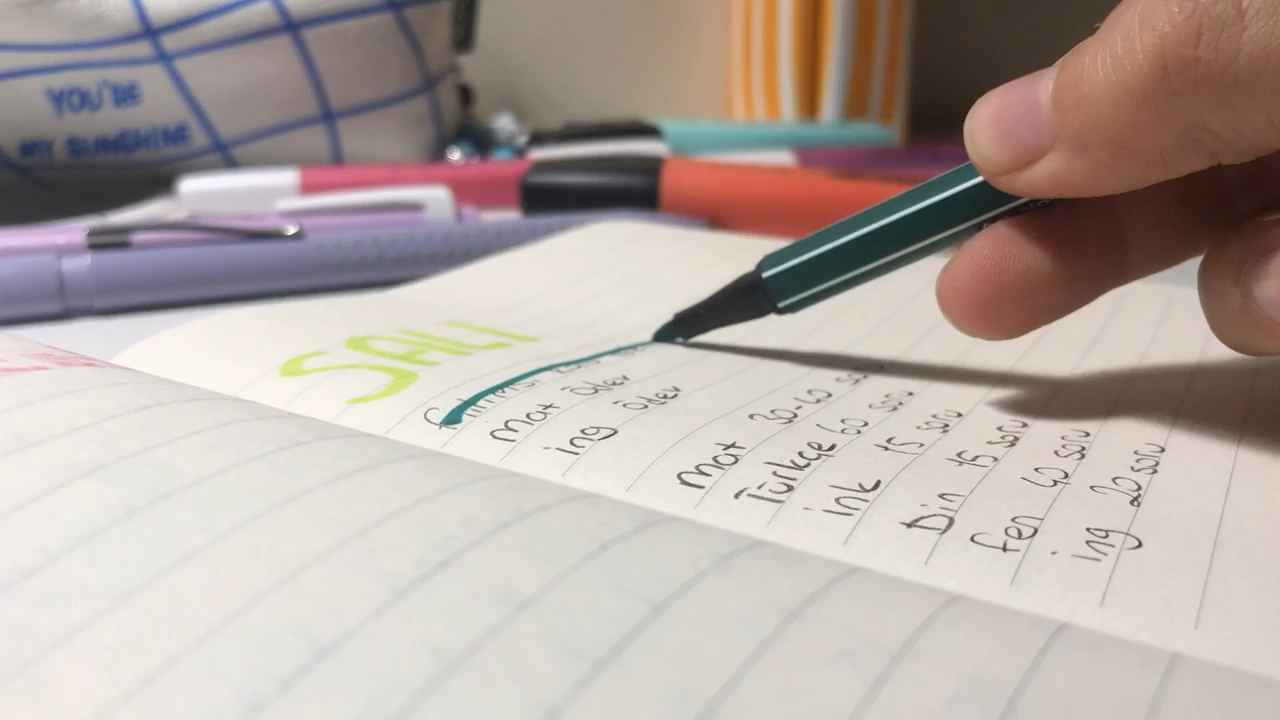 YOU'RE
MY SUNSHINE
SALI
mat ödev
ing ödev
mat 30-40
Türkçe 60 soru
ink 15 soru
Din 15 soru
fen 40 soru
ing 20 soru